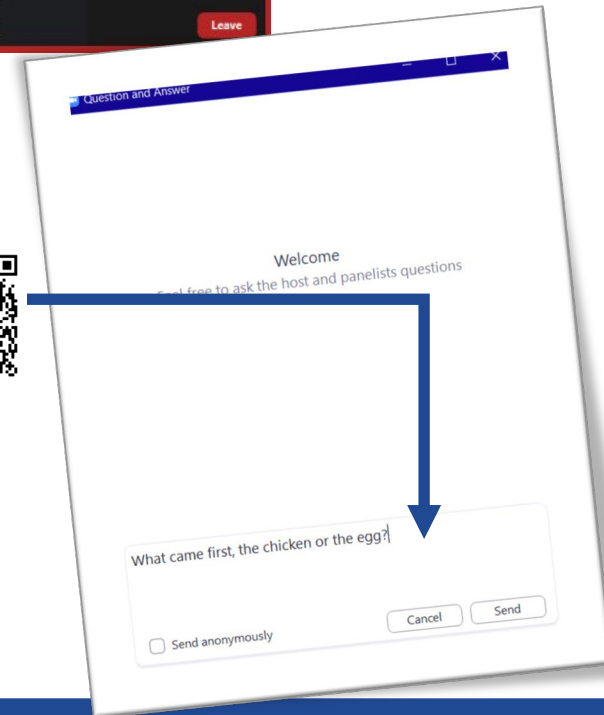 Leave
Question and Answer
Welcome
Feel free to ask the host and panelists questions
What came first, the chicken or the egg?
Send anonymously
Cancel
Send